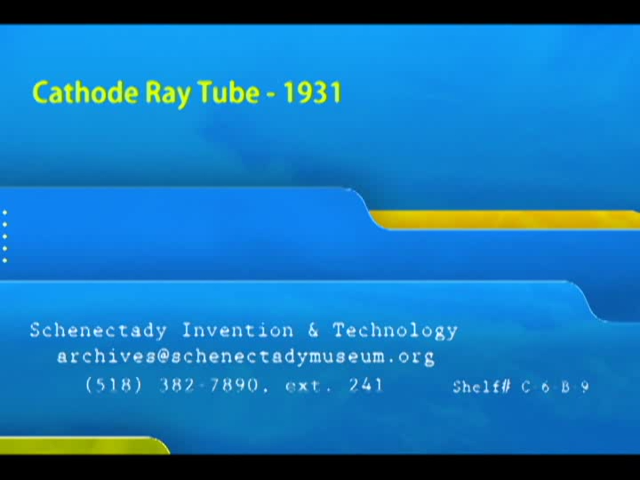 Cathode Ray Tube - 1931
Schenectady Invention & Technology
archives@schenectadymuseum.org
(518) 382-7890, ext. 241 Shelf# C-6-B-9